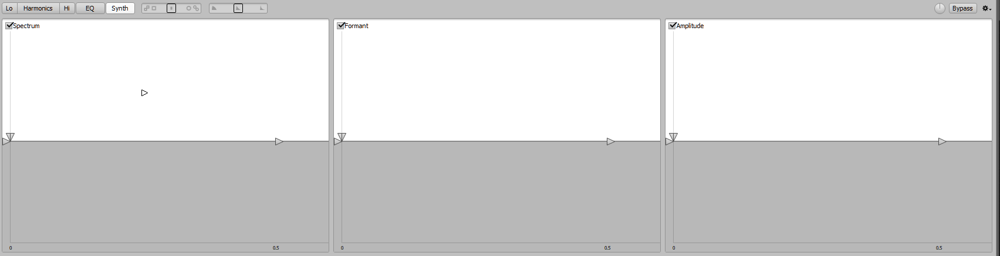 Lo Harmonics Hi EQ Synth Bypass
Spectrum Formant Amplitude
0 0.5 0 0.5 0 0.5